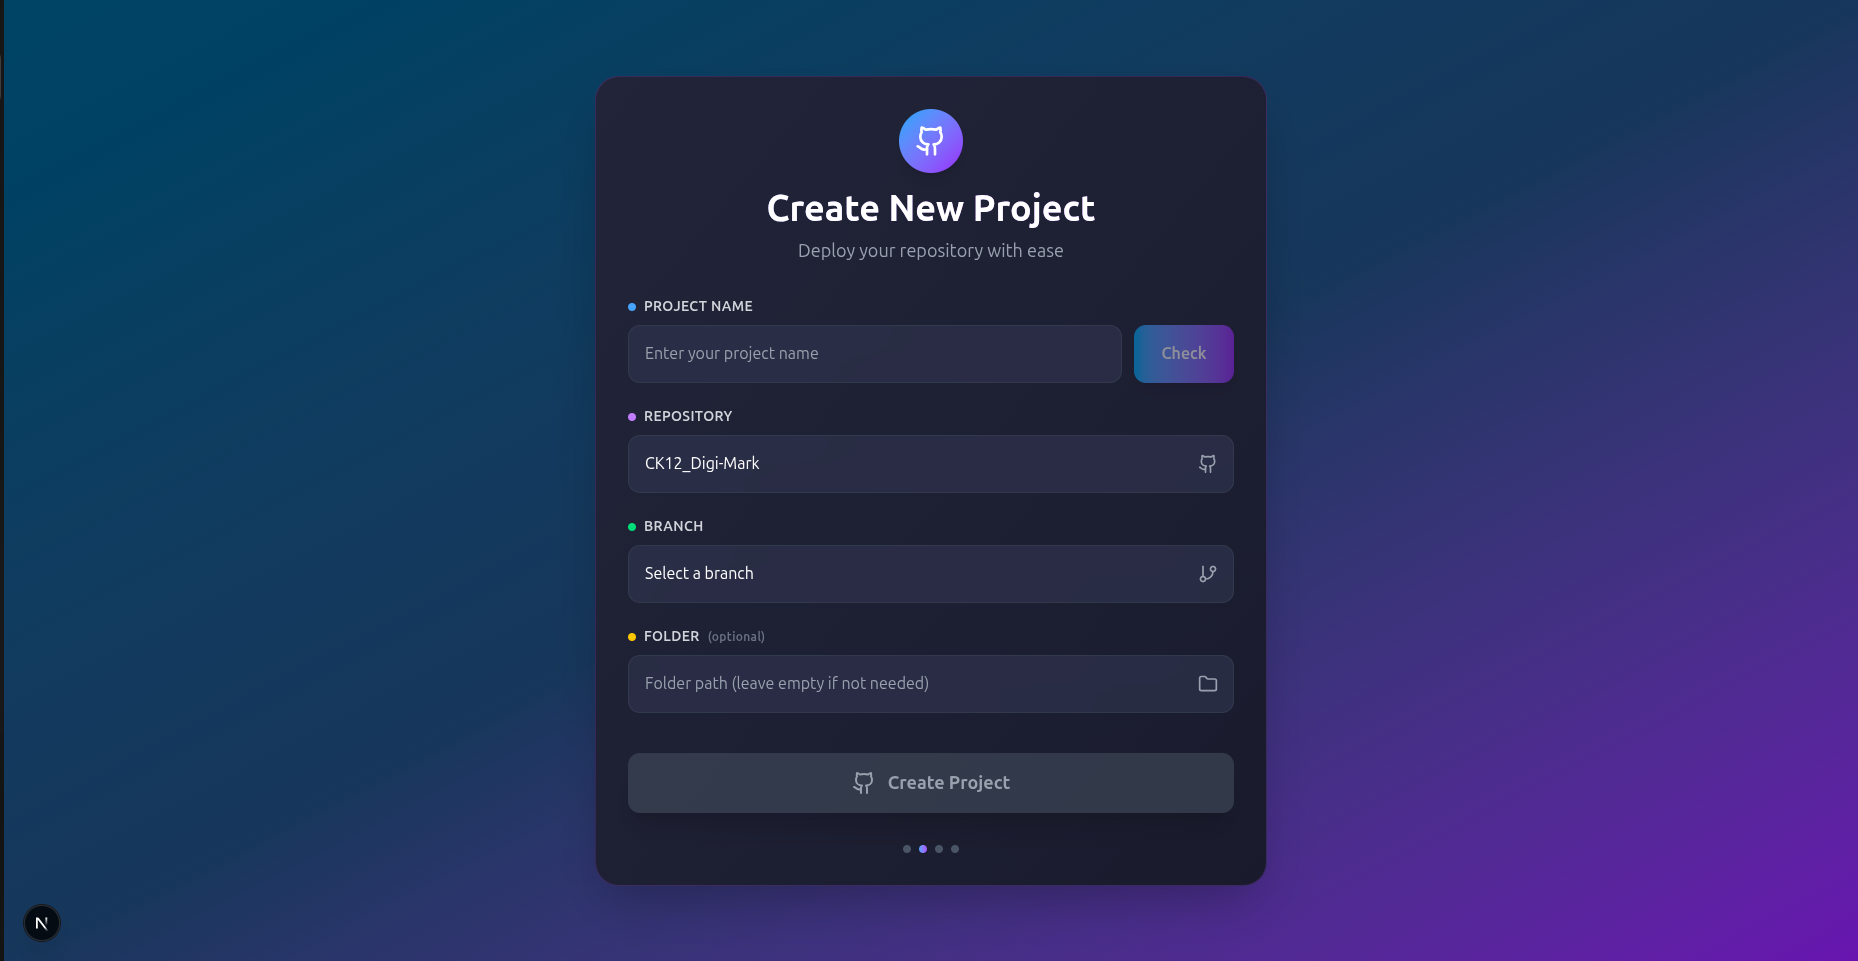 Create New Project
Deploy your repository with ease
PROJECT NAME
Enter your project name
Check
REPOSITORY
CK12_Digi-Mark
BRANCH
Select a branch
FOLDER (optional)
Folder path (leave empty if not needed)
Create Project
N